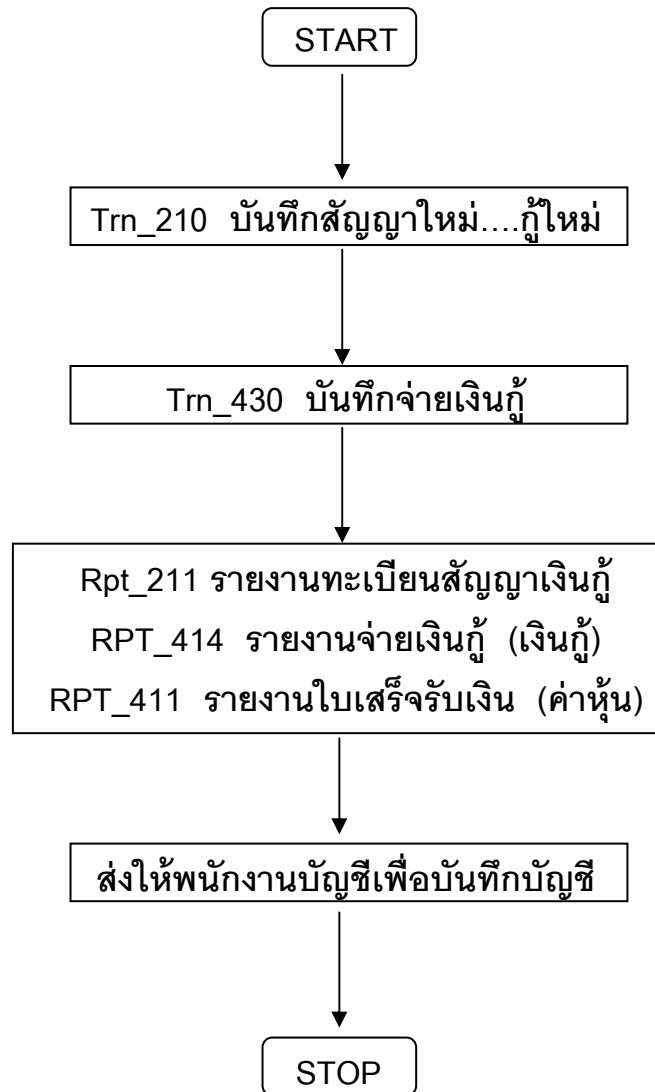 START
Trn_210 บันทึกสัญญาใหม่....กู้ใหม่
Trn_430 บันทึกจ่ายเงินกู้
Rpt_211 รายงานทะเบียนสัญญาเงินกู้
RPT_414 รายงานจ่ายเงินกู้ (เงินกู้)
RPT_411 รายงานใบเสร็จรับเงิน (ค่าหุ้น)
ส่งให้พนักงานบัญชีเพื่อบันทึกบัญชี
STOP